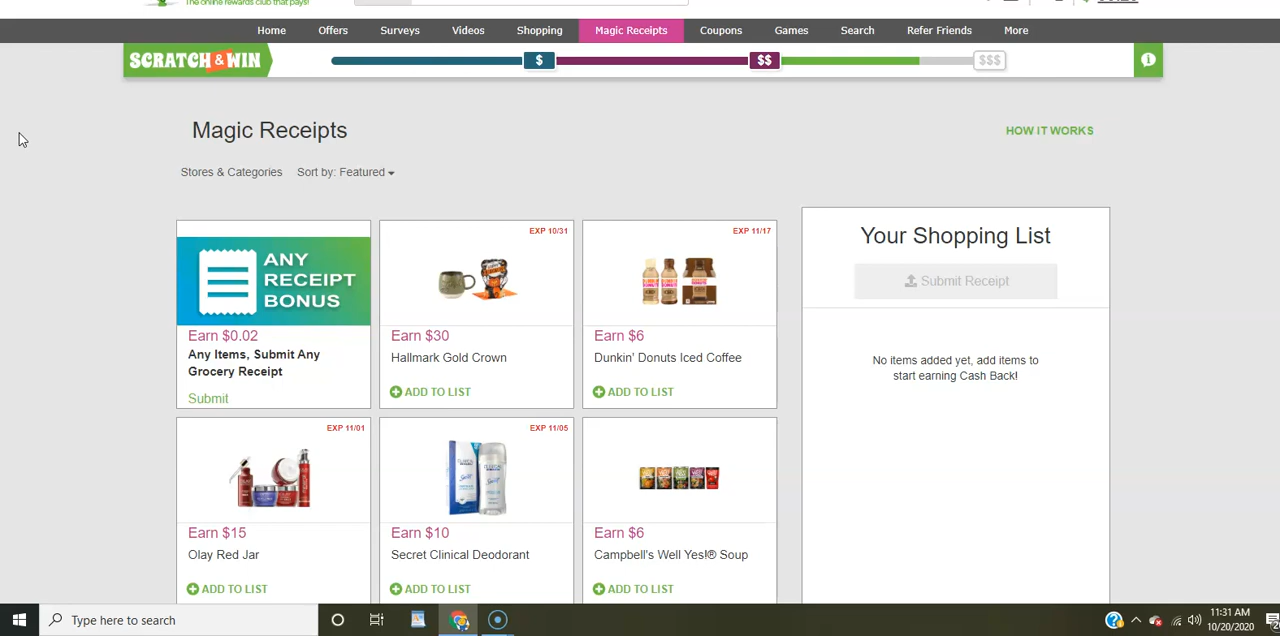 The online rewards club that pays!
Home Offers Surveys Videos Shopping Magic Receipts Coupons Games Search Refer Friends More
SCRATCH & WIN $ $$ $$$ i
Magic Receipts
HOW IT WORKS
Stores & Categories Sort by: Featured
ANY
RECEIPT
BONUS
Earn $0.02
Any Items, Submit Any
Grocery Receipt
Submit
EXP 10/31
Earn $30
Hallmark Gold Crown
ADD TO LIST
EXP 11/17
Earn $6
Dunkin' Donuts Iced Coffee
ADD TO LIST
Your Shopping List
Submit Receipt
No items added yet, add items to
start earning Cash Back!
EXP 11/01
Earn $15
Olay Red Jar
ADD TO LIST
EXP 11/05
Earn $10
Secret Clinical Deodorant
ADD TO LIST
Earn $6
Campbell's Well Yes!® Soup
ADD TO LIST
Type here to search
11:31 AM
10/20/2020